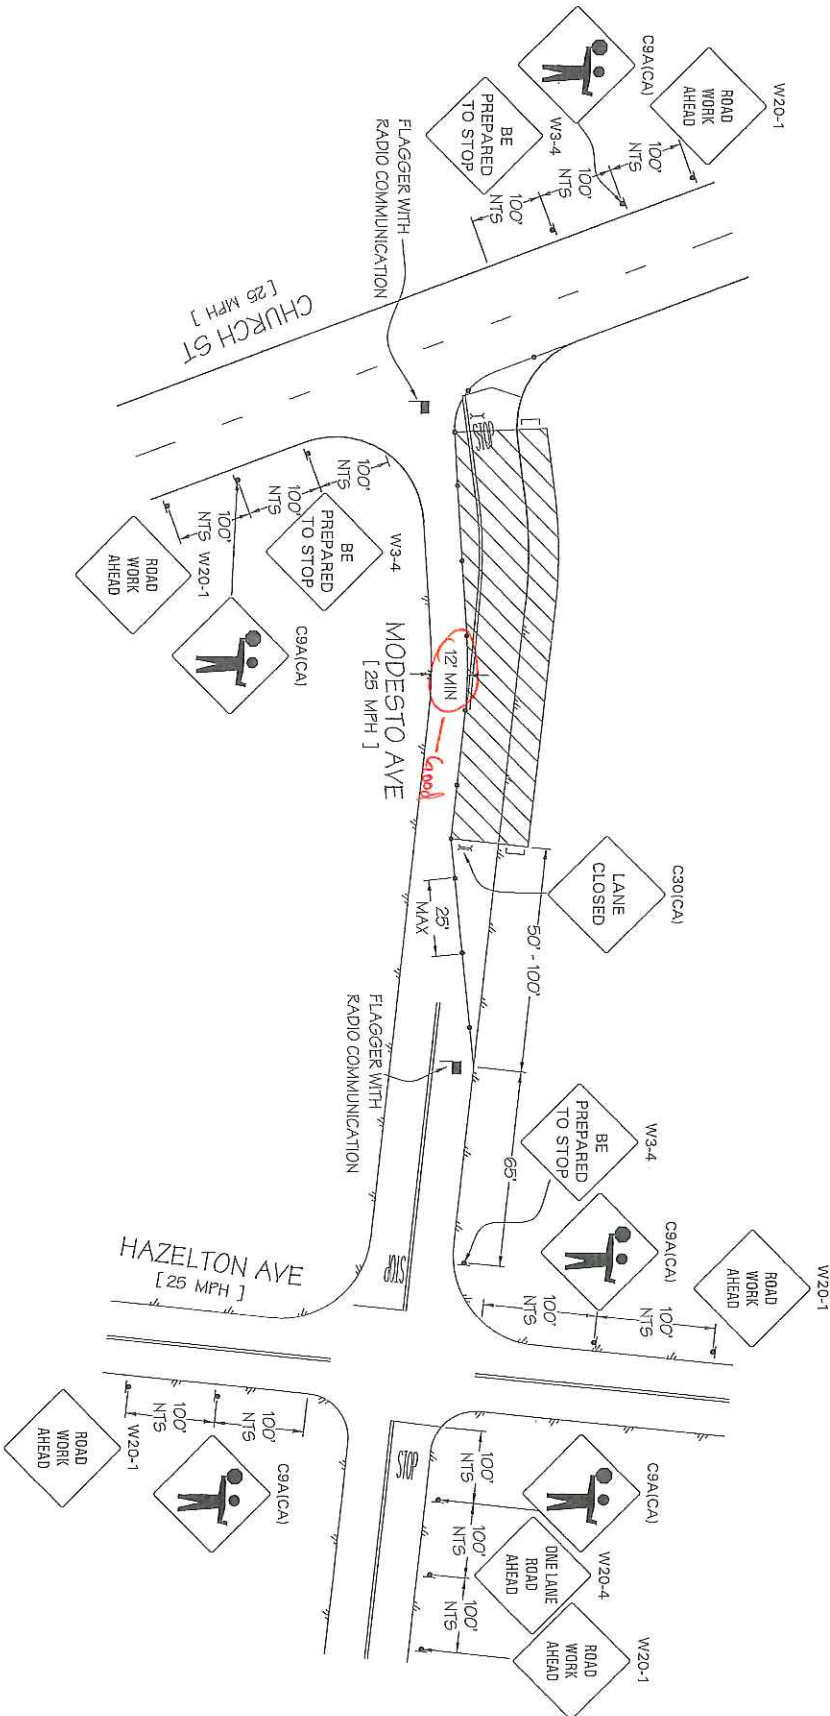 W20-1
ROAD
WORK
AHEAD
C9A(CA)
W3-4
BE
PREPARED
TO STOP
100'
NTS
100'
NTS
100'
NTS
FLAGGER WITH
RADIO COMMUNICATION
CHURCH ST
[ 25 MPH ]
STOP
100'
NTS
100'
NTS
100'
NTS
W3-4
BE
PREPARED
TO STOP
W20-1
ROAD
WORK
AHEAD
C9A(CA)
MODESTO AVE
[ 25 MPH ]
12' MIN
Good
C30(CA)
LANE
CLOSED
25'
MAX
50' - 100'
FLAGGER WITH
RADIO COMMUNICATION
65'
W3-4
BE
PREPARED
TO STOP
C9A(CA)
W20-1
ROAD
WORK
AHEAD
100'
NTS
100'
NTS
HAZELTON AVE
[ 25 MPH ]
STOP
100'
NTS
100'
NTS
W20-1
ROAD
WORK
AHEAD
C9A(CA)
STOP
100'
NTS
100'
NTS
100'
NTS
C9A(CA)
W20-4
ONE LANE
ROAD
AHEAD
W20-1
ROAD
WORK
AHEAD